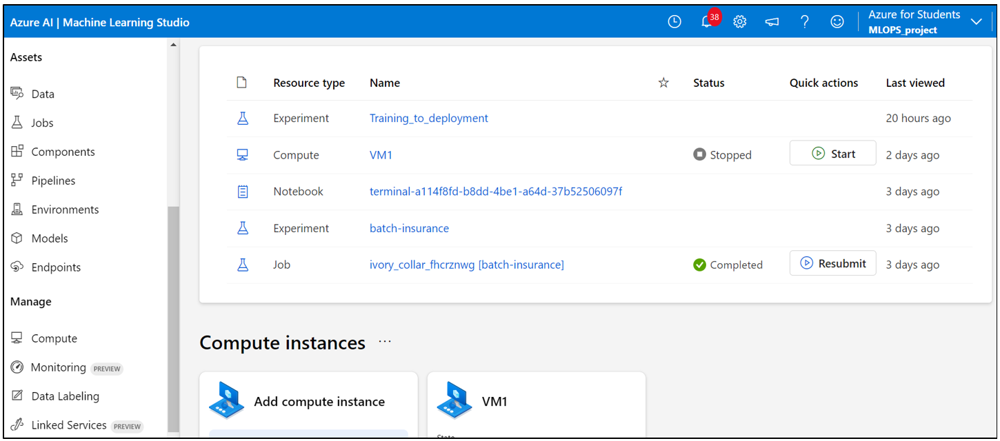 Azure AI | Machine Learning Studio
38
Azure for Students
MLOPS_project
Assets
Data
Jobs
Components
Pipelines
Environments
Models
Endpoints
Manage
Compute
Monitoring PREVIEW
Data Labeling
Linked Services PREVIEW
Resource type Name Status Quick actions Last viewed
Experiment Training_to_deployment 20 hours ago
Compute VM1 Stopped Start 2 days ago
Notebook terminal-a114f8fd-b8dd-4be1-a64d-37b52506097f 3 days ago
Experiment batch-insurance 3 days ago
Job ivory_collar_fhcrznwg [batch-insurance] Completed Resubmit 3 days ago
Compute instances ...
Add compute instance
VM1
State